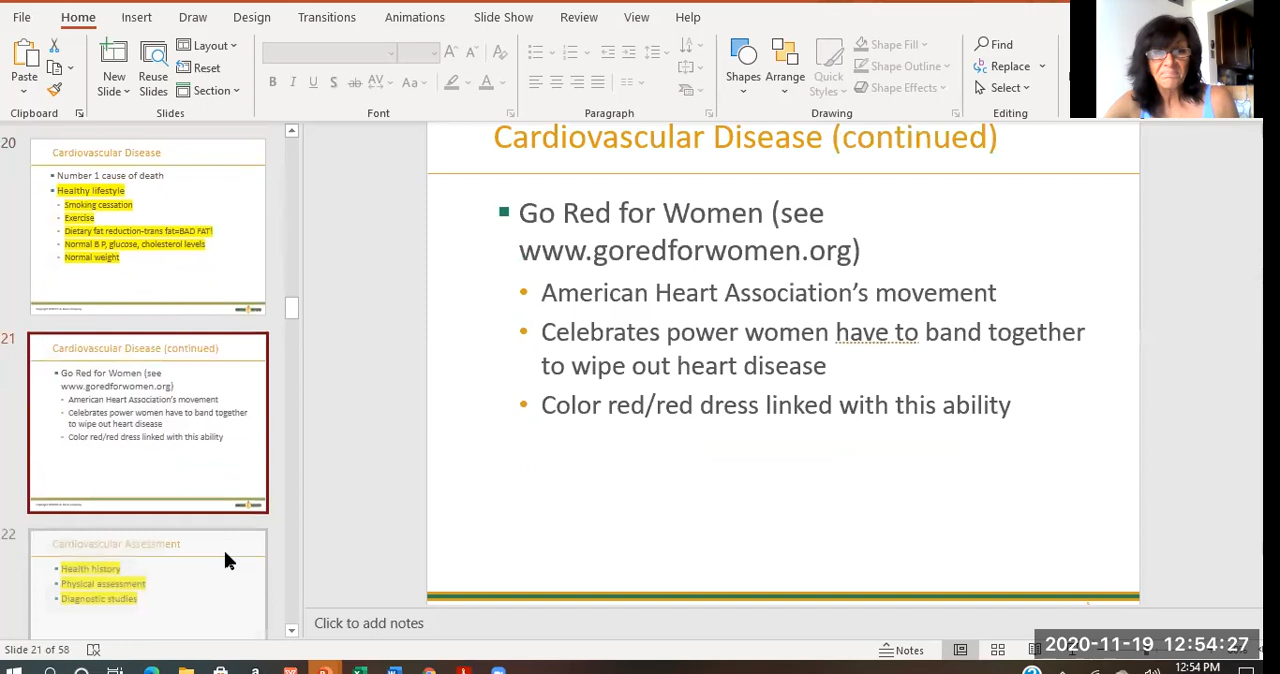 File Home Insert Draw Design Transitions Animations Slide Show Review View Help
Paste
Clipboard
New Slide
Reuse Slides
Layout
Reset
Section
Slides
B I U S ab AV Aa A
Font
Paragraph
Shapes
Arrange
Quick Styles
Shape Fill
Shape Outline
Shape Effects
Drawing
Find
Replace
Select
Editing
20
Cardiovascular Disease
Number 1 cause of death
Healthy lifestyle
Smoking cessation
Exercise
Dietary fat reduction-trans fat=BAD FAT!
Normal B P, glucose, cholesterol levels
Normal weight
21
Cardiovascular Disease (continued)
Go Red for Women (see
www.goredforwomen.org)
American Heart Association's movement
Celebrates power women have to band together
to wipe out heart disease
Color red/red dress linked with this ability
22
Cardiovascular Assessment
Health history
Physical assessment
Diagnostic studies
Cardiovascular Disease (continued)
Go Red for Women (see
www.goredforwomen.org)
American Heart Association’s movement
Celebrates power women have to band together
to wipe out heart disease
Color red/red dress linked with this ability
Click to add notes
Slide 21 of 58
Notes
2020-11-19 12:54:27
12:54 PM